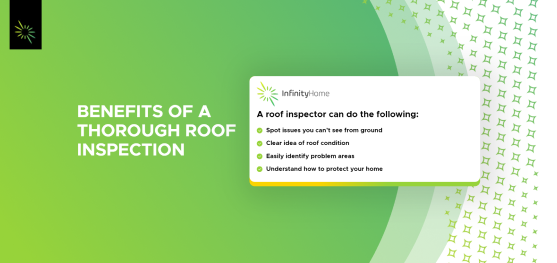 BENEFITS OF A
THOROUGH ROOF
INSPECTION
InfinityHome
A roof inspector can do the following:
Spot issues you can't see from ground
Clear idea of roof condition
Easily identify problem areas
Understand how to protect your home